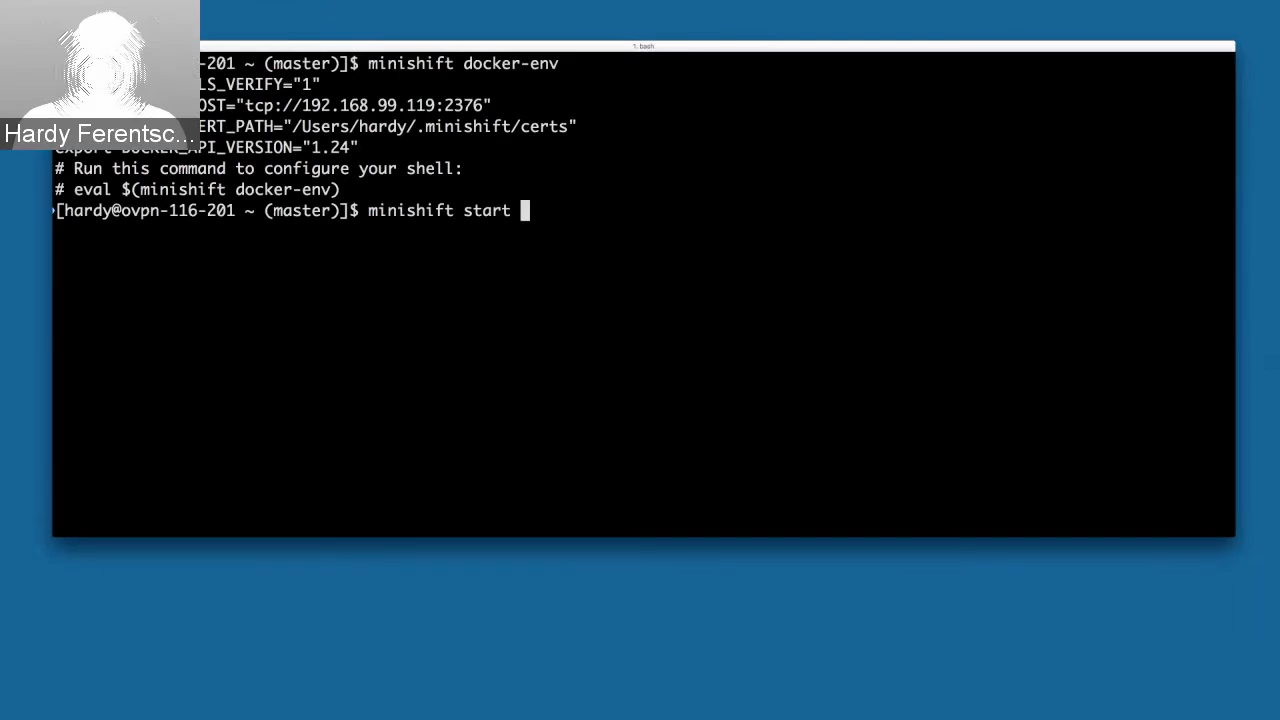 1. bash
-201 ~ (master)]$ minishift docker-env
LS_VERIFY="1"
OST="tcp://192.168.99.119:2376"
ERT_PATH="/Users/hardy/.minishift/certs"
Hardy Ferentsc...
export DOCKER_API_VERSION="1.24"
# Run this command to configure your shell:
# eval $(minishift docker-env)
[hardy@ovpn-116-201 ~ (master)]$ minishift start